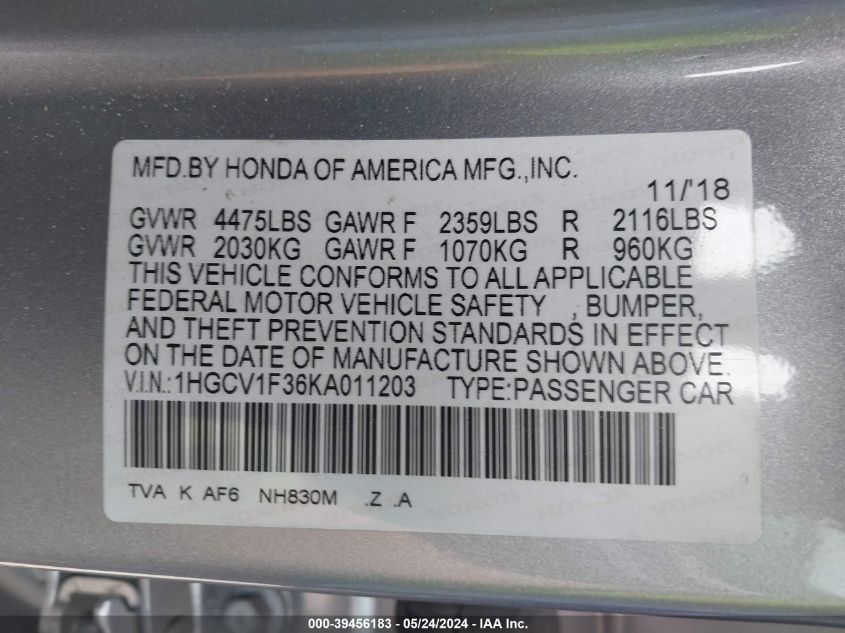 MFD.BY HONDA OF AMERICA MFG.,INC.
11/'18
GVWR 4475LBS GAWR F 2359LBS R 2116LBS
GVWR 2030KG GAWR F 1070KG R 960KG
THIS VEHICLE CONFORMS TO ALL APPLICABLE
FEDERAL MOTOR VEHICLE SAFETY , BUMPER,
AND THEFT PREVENTION STANDARDS IN EFFECT
ON THE DATE OF MANUFACTURE SHOWN ABOVE.
V.I.N.:1HGCV1F36KA011203 TYPE:PASSENGER CAR
TVA K AF6 NH830M .Z .A
000-39456183 - 05/24/2024 - IAA Inc.